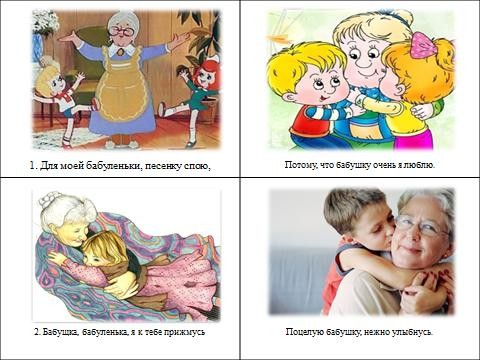 1. Для моей бабуленьки, песенку спою,
Потому, что бабушку очень я люблю.
2. Бабущка, бабуленька, я к тебе прижмусь
Поцелую бабушку, нежно улыбнусь.